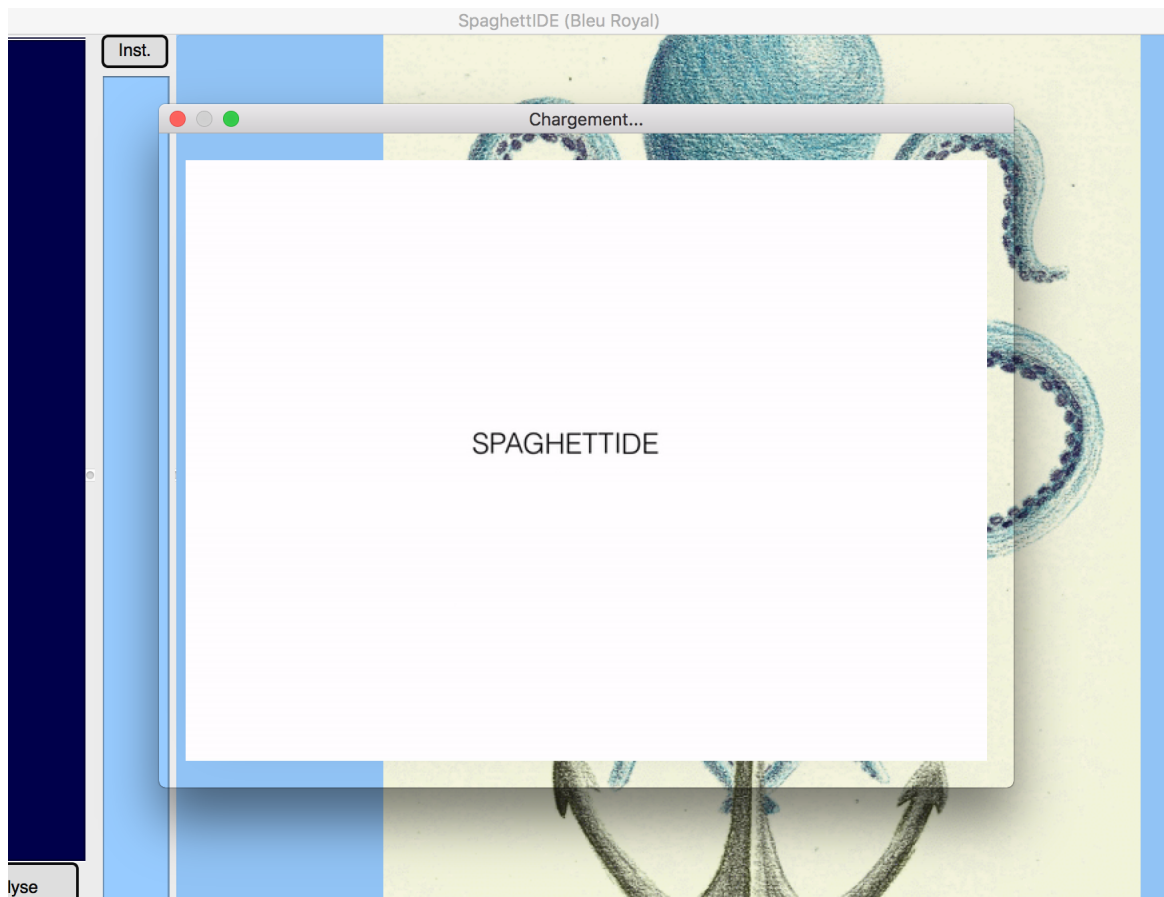 SpaghettIDE (Bleu Royal)
Inst.
Chargement...
SPAGHETTIDE
lyse